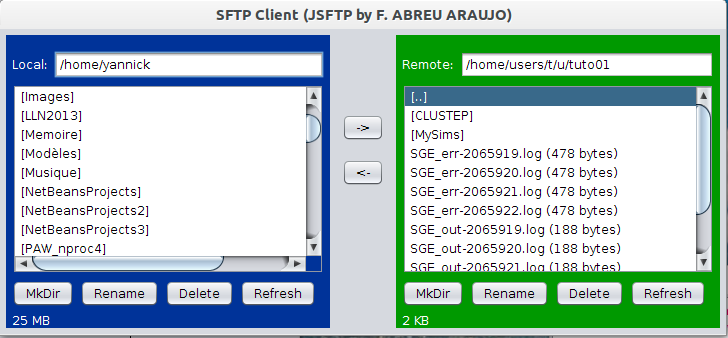 SFTP Client (JSFTP by F. ABREU ARAUJO)
Local: /home/yannick
[Images]
[LLN2013]
[Memoire]
[Modèles]
[Musique]
[NetBeansProjects]
[NetBeansProjects2]
[NetBeansProjects3]
[PAW_nproc4]
MkDir Rename Delete Refresh
25 MB
->
<-
Remote: /home/users/t/u/tuto01
[..]
[CLUSTEP]
[MySims]
SGE_err-2065919.log (478 bytes)
SGE_err-2065920.log (478 bytes)
SGE_err-2065921.log (478 bytes)
SGE_err-2065922.log (478 bytes)
SGE_out-2065919.log (188 bytes)
SGE_out-2065920.log (188 bytes)
SGE_out-2065921.log (188 bytes)
MkDir Rename Delete Refresh
2 KB